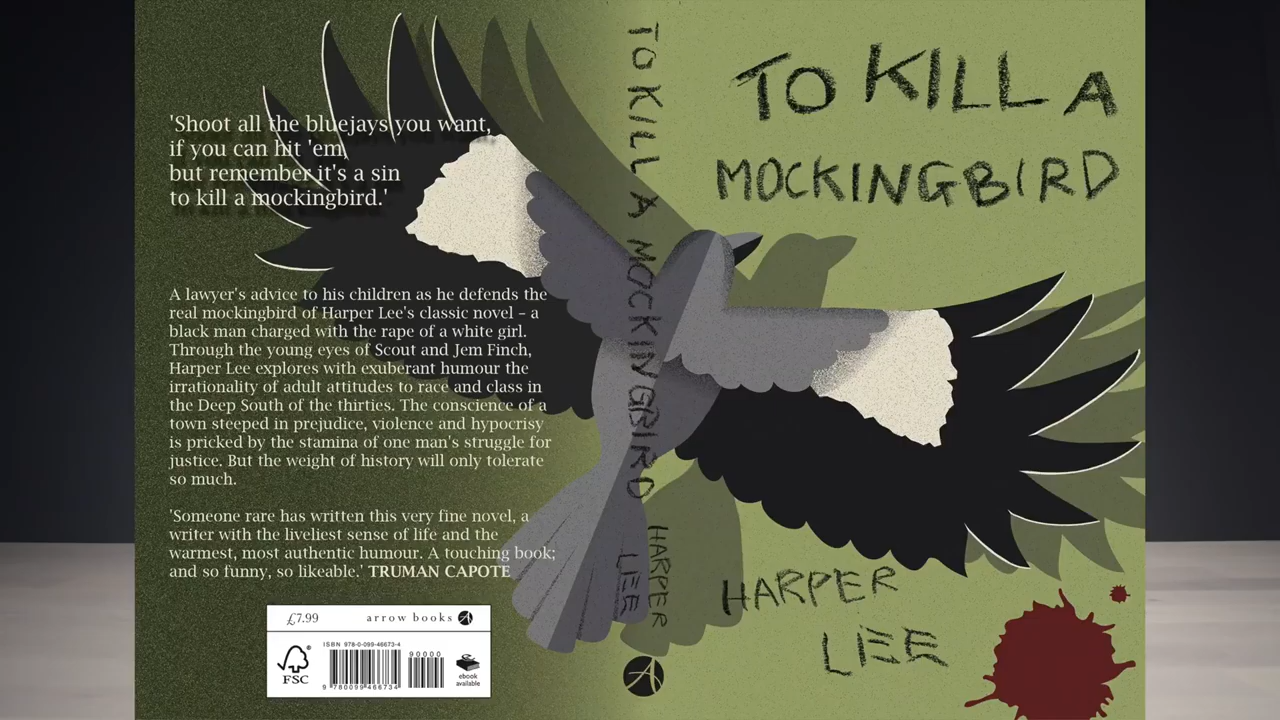 'Shoot all the bluejays you want,
if you can hit 'em,
but remember it's a sin
to kill a mockingbird.'
A lawyer's advice to his children as he defends the
real mockingbird of Harper Lee's classic novel – a
black man charged with the rape of a white girl.
Through the young eyes of Scout and Jem Finch,
Harper Lee explores with exuberant humour the
irrationality of adult attitudes to race and class in
the Deep South of the thirties. The conscience of a
town steeped in prejudice, violence and hypocrisy
is pricked by the stamina of one man's struggle for
justice. But the weight of history will only tolerate
so much.
'Someone rare has written this very fine novel, a
writer with the liveliest sense of life and the
warmest, most authentic humour. A touching book;
and so funny, so likeable.' TRUMAN CAPOTE
£7.99 arrow books A
ISBN 978-0-099-46673-4
90000
FSC
ebook
available
9 780099 466734
TO KILL A MOCKINGBIRD
HARPER
LEE
A
TO KILL A
MOCKINGBIRD
HARPER
LEE